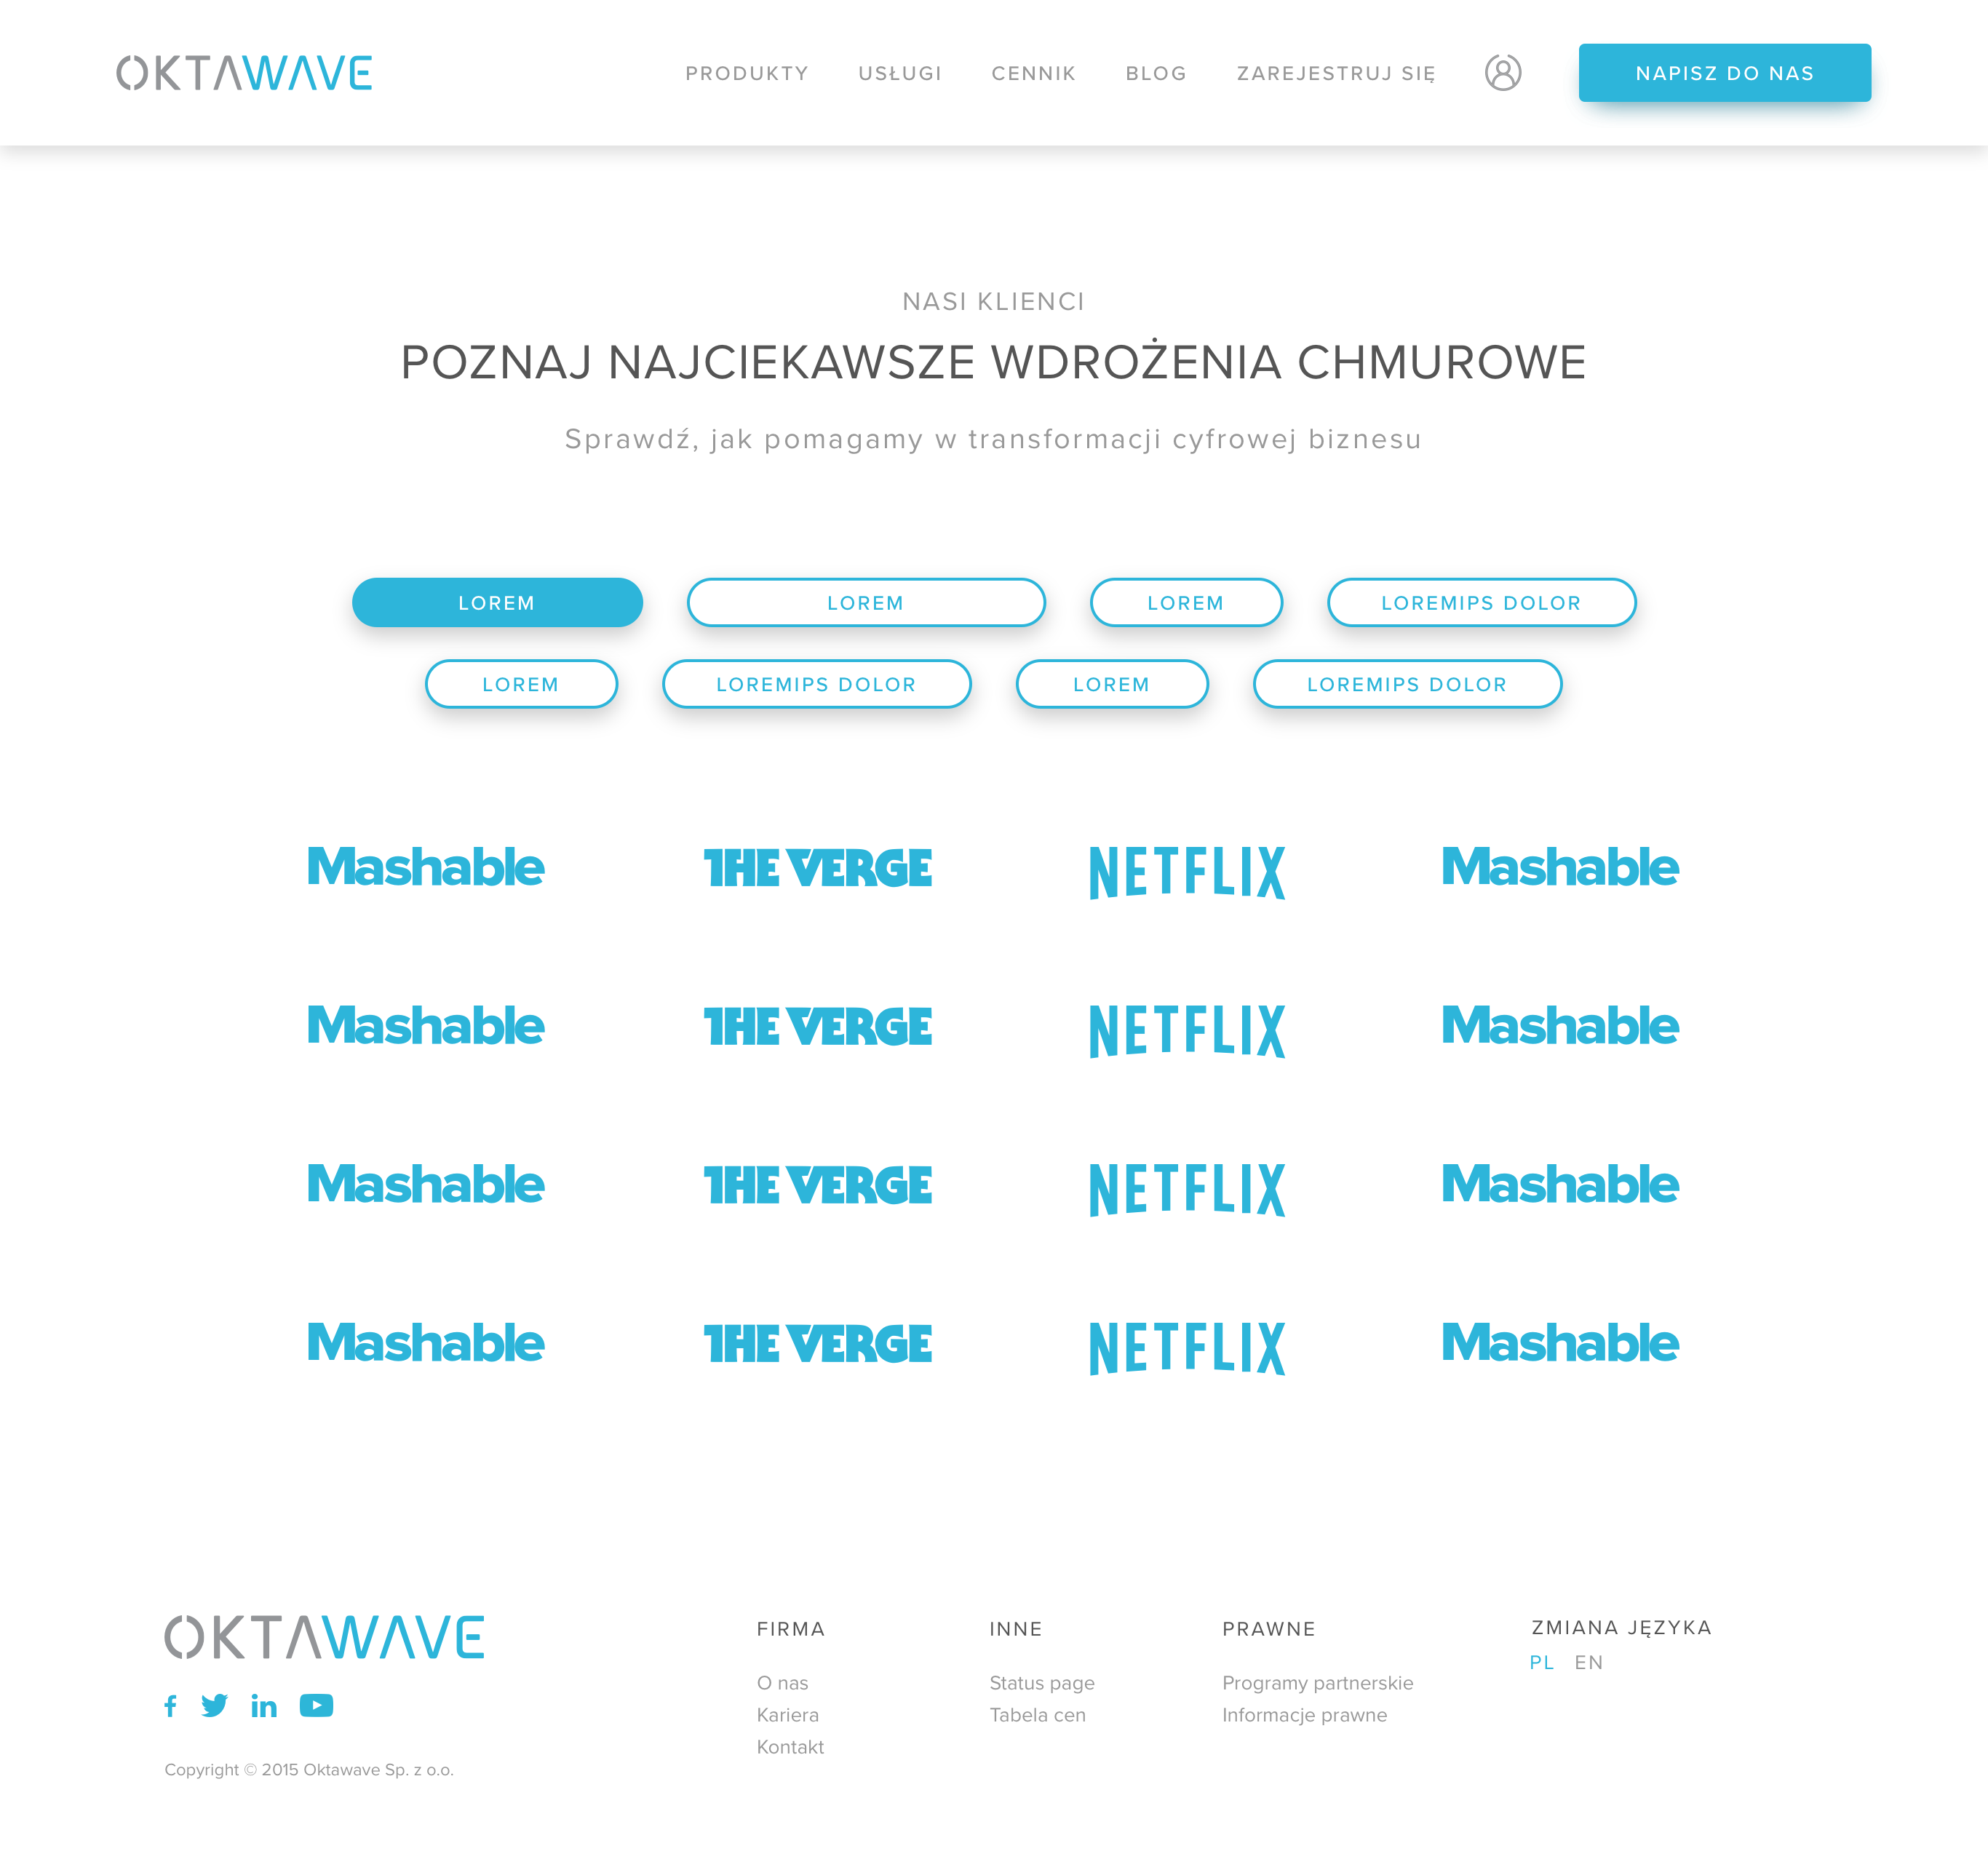 OKTAWAVE PRODUKTY USŁUGI CENNIK BLOG ZAREJESTRUJ SIĘ NAPISZ DO NAS
NASI KLIENCI
POZNAJ NAJCIEKAWSZE WDROŻENIA CHMUROWE
Sprawdź, jak pomagamy w transformacji cyfrowej biznesu
LOREM LOREM LOREM LOREMIPS DOLOR
LOREM LOREMIPS DOLOR LOREM LOREMIPS DOLOR
Mashable THE VERGE NETFLIX Mashable
Mashable THE VERGE NETFLIX Mashable
Mashable THE VERGE NETFLIX Mashable
Mashable THE VERGE NETFLIX Mashable
OKTAWAVE
Copyright © 2015 Oktawave Sp. z o.o.
FIRMA
O nas
Kariera
Kontakt
INNE
Status page
Tabela cen
PRAWNE
Programy partnerskie
Informacje prawne
ZMIANA JĘZYKA
PL EN